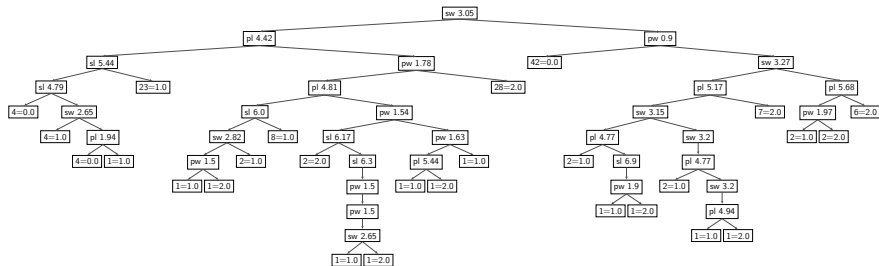 sw 3.05
pl 4.42 pw 0.9
sl 5.44 pw 1.78 42=0.0 sw 3.27
sl 4.79 23=1.0 pl 4.81 28=2.0 pl 5.17 pl 5.68
4=0.0 sw 2.65 sl 6.0 pw 1.54 sw 3.15 7=2.0 pw 1.97 6=2.0
4=1.0 pl 1.94 sw 2.82 8=1.0 sl 6.17 pw 1.63 pl 4.77 sw 3.2 2=1.0 2=2.0
4=0.0 1=1.0 pw 1.5 2=1.0 2=2.0 sl 6.3 pl 5.44 1=1.0 2=1.0 sl 6.9 pl 4.77
1=1.0 1=2.0 pw 1.5 1=1.0 1=2.0 pw 1.9 2=1.0 sw 3.2
pw 1.5 1=1.0 1=2.0 pl 4.94
sw 2.65 1=1.0 1=2.0
1=1.0 1=2.0